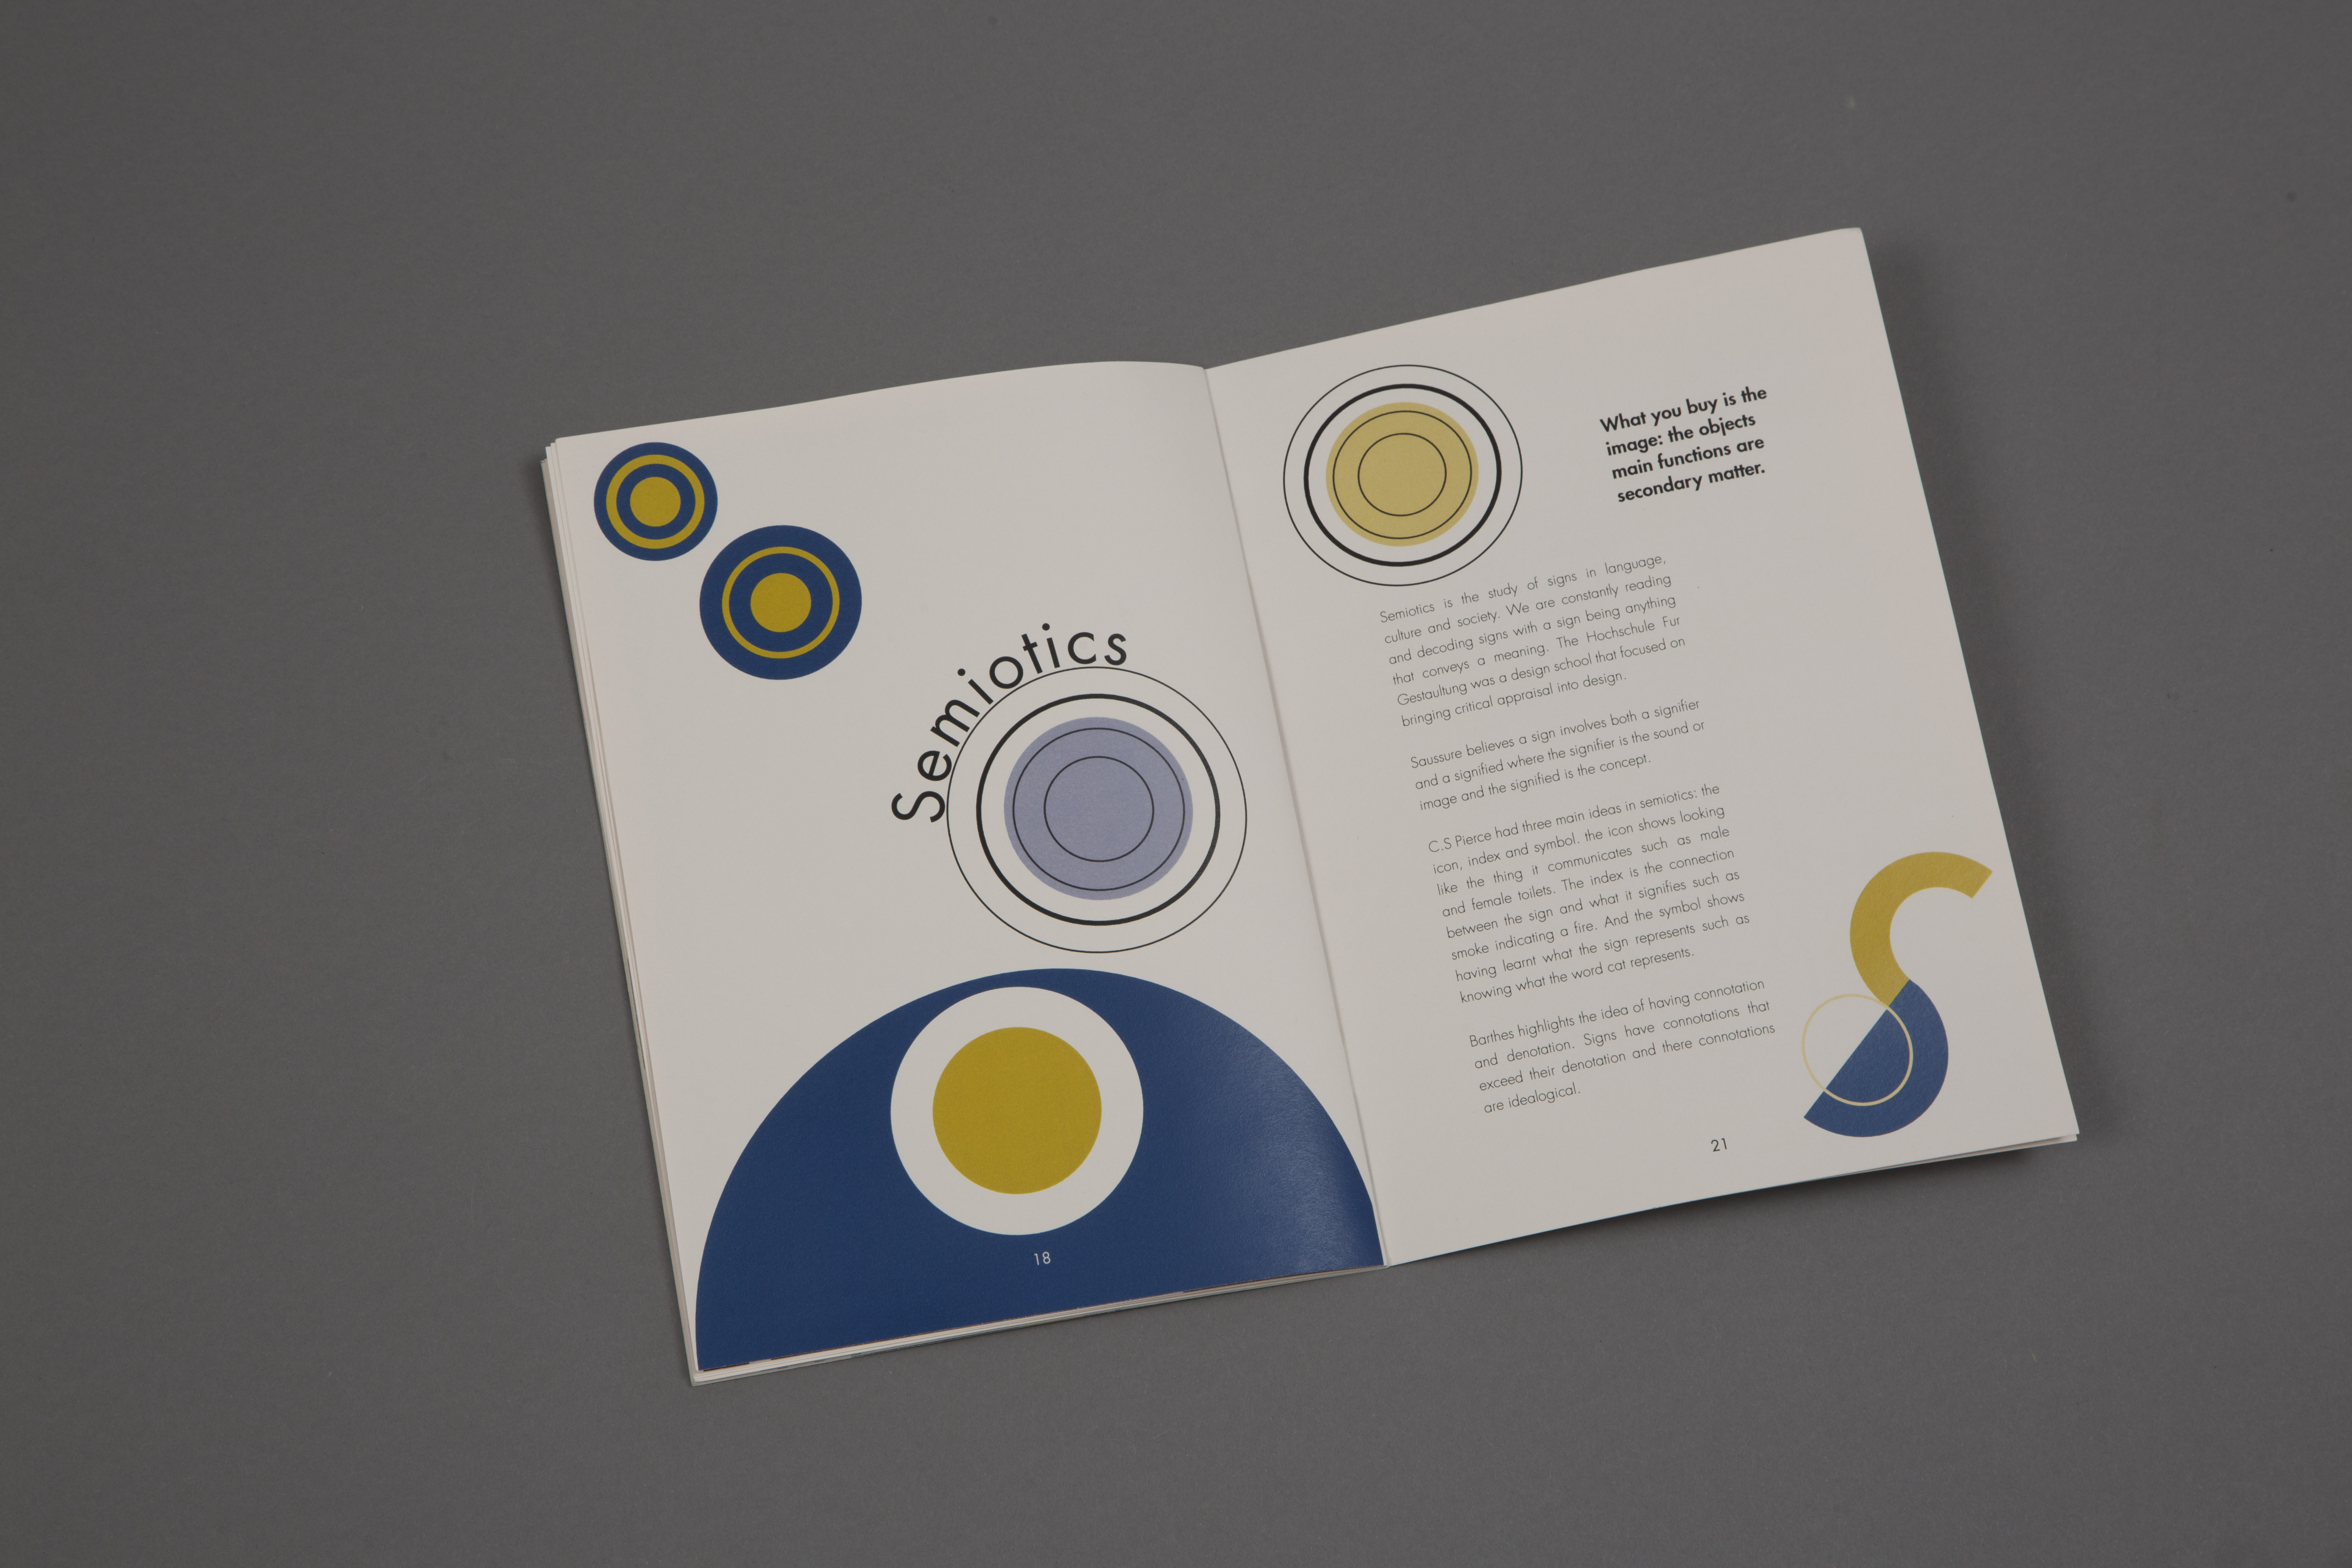 Semiotics
18
What you buy is the
image: the objects
main functions are
secondary matter.
Semiotics is the study of signs in language,
culture and society. We are constantly reading
and decoding signs with a sign being anything
that conveys a meaning. The Hochschule Fur
Gestaultung was a design school that focused on
bringing critical appraisal into design.
Saussure believes a sign involves both a signifier
and a signified where the signifier is the sound or
image and the signified is the concept.
C.S Pierce had three main ideas in semiotics: the
icon, index and symbol. the icon shows looking
like the thing it communicates such as male
and female toilets. The index is the connection
between the sign and what it signifies such as
smoke indicating a fire. And the symbol shows
having learnt what the sign represents such as
knowing what the word cat represents.
Barthes highlights the idea of having connotation
and denotation. Signs have connotations that
exceed their denotation and there connotations
are idealogical.
21